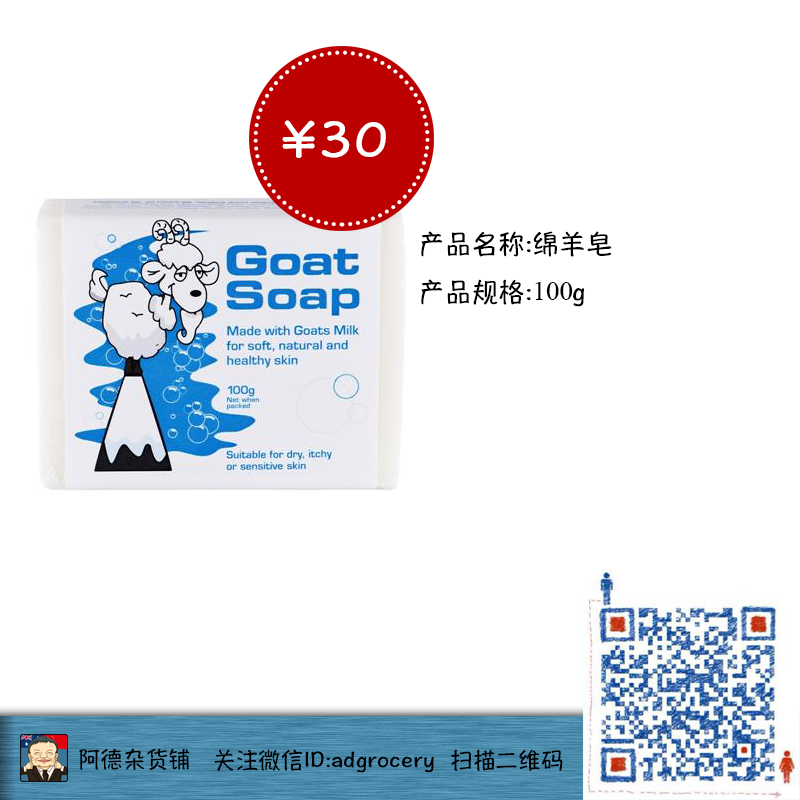 ¥30
Goat
Soap
Made with Goats Milk
for soft, natural and
healthy skin
100g
Net when
packed
Suitable for dry, itchy
or sensitive skin
产品名称:绵羊皂
产品规格:100g
阿德杂货铺 关注微信ID:adgrocery 扫描二维码